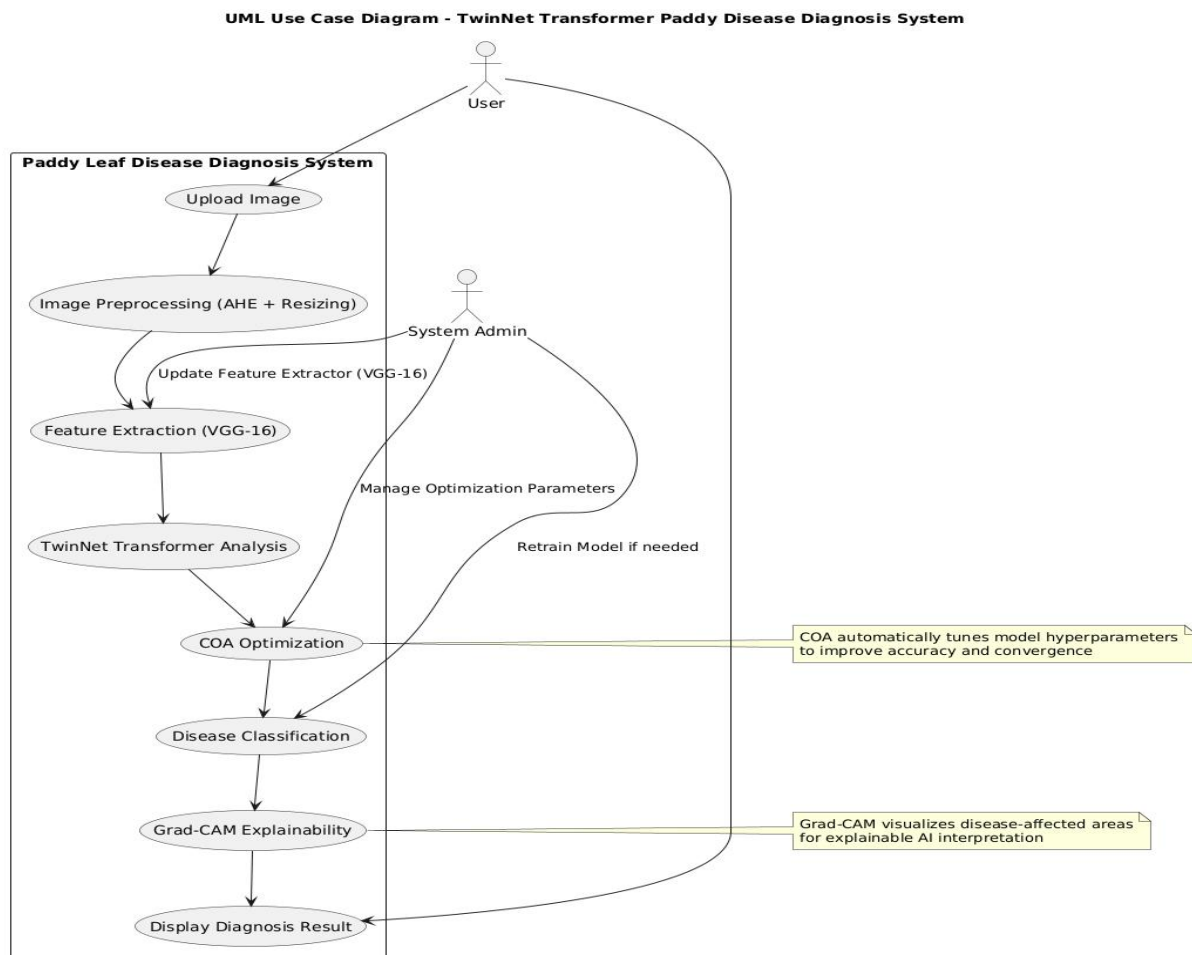 UML Use Case Diagram - TwinNet Transformer Paddy Disease Diagnosis System
User
Paddy Leaf Disease Diagnosis System
Upload Image
Image Preprocessing (AHE + Resizing)
System Admin
Update Feature Extractor (VGG-16)
Feature Extraction (VGG-16)
Manage Optimization Parameters
TwinNet Transformer Analysis
Retrain Model if needed
COA Optimization
COA automatically tunes model hyperparameters
to improve accuracy and convergence
Disease Classification
Grad-CAM Explainability
Grad-CAM visualizes disease-affected areas
for explainable AI interpretation
Display Diagnosis Result